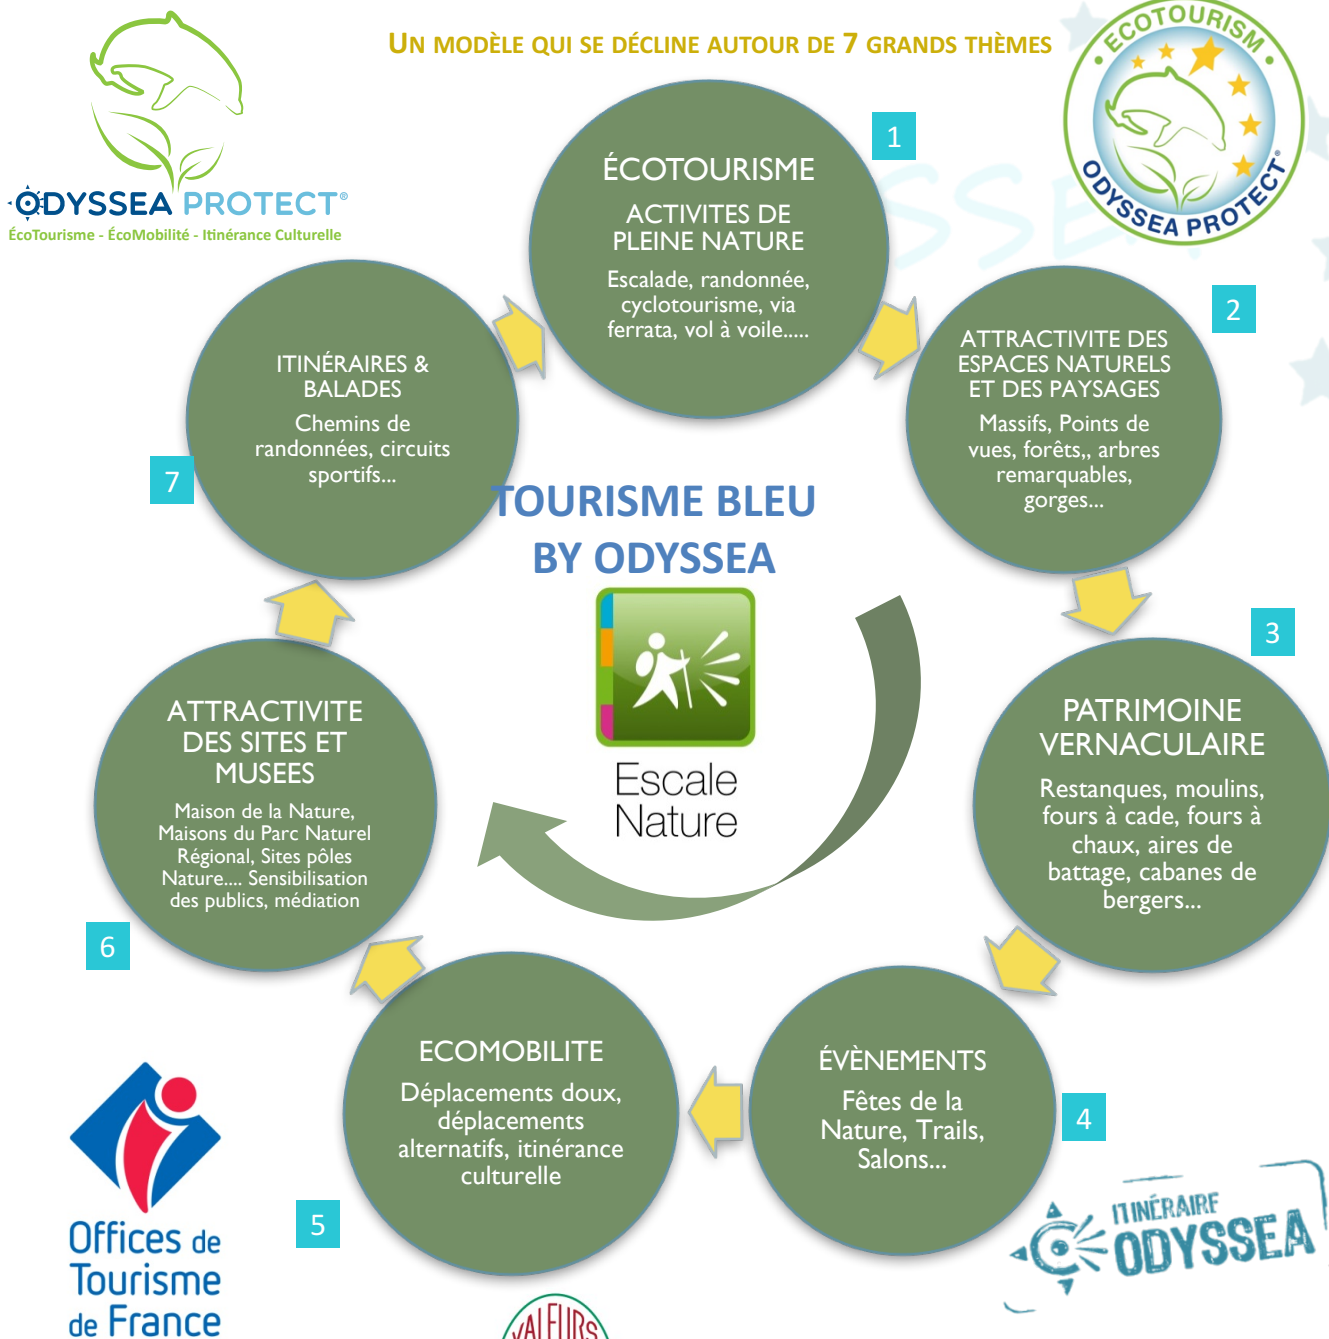 UN MODÈLE QUI SE DÉCLINE AUTOUR DE 7 GRANDS THÈMES
ODYSSEA PROTECT®
ÉcoTourisme - ÉcoMobilité - Itinérance Culturelle
ECOTOURISM
ODYSSEA PROTECT®
1
ÉCOTOURISME
ACTIVITES DE
PLEINE NATURE
Escalade, randonnée,
cyclotourisme, via
ferrata, vol à voile.....
2
ATTRACTIVITE DES
ESPACES NATURELS
ET DES PAYSAGES
Massifs, Points de
vues, forêts,, arbres
remarquables,
gorges...
3
PATRIMOINE
VERNACULAIRE
Restanques, moulins,
fours à cade, fours à
chaux, aires de
battage, cabanes de
bergers...
4
ÉVÈNEMENTS
Fêtes de la
Nature, Trails,
Salons...
5
ECOMOBILITE
Déplacements doux,
déplacements
alternatifs, itinérance
culturelle
6
ATTRACTIVITE
DES SITES ET
MUSEES
Maison de la Nature,
Maisons du Parc Naturel
Régional, Sites pôles
Nature.... Sensibilisation
des publics, médiation
7
ITINÉRAIRES &
BALADES
Chemins de
randonnées, circuits
sportifs...
TOURISME BLEU
BY ODYSSEA
Escale
Nature
Offices de
Tourisme
de France
VALEURS
ITINÉRAIRE
ODYSSEA